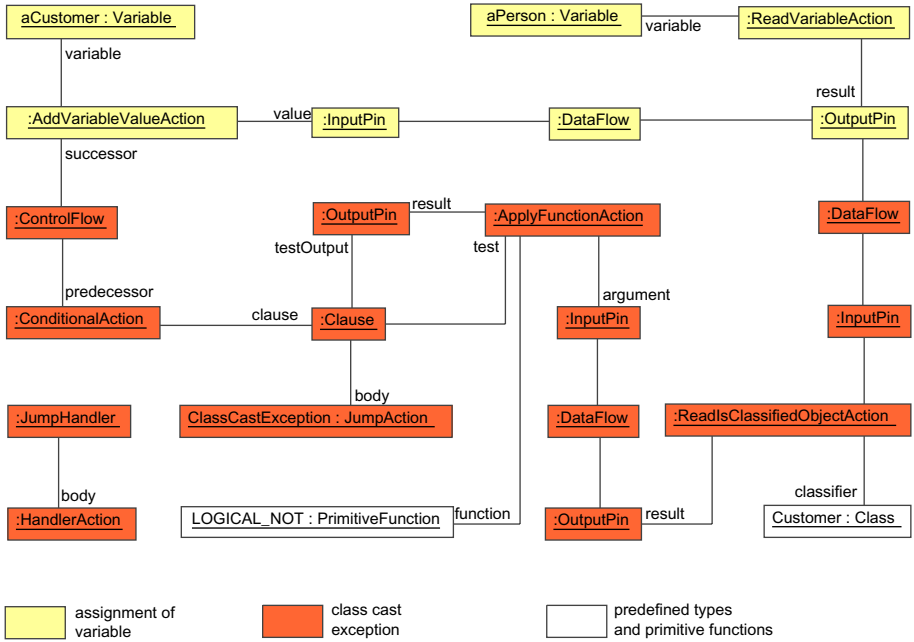 aCustomer : Variable
aPerson : Variable
variable
:ReadVariableAction
variable
result
:AddVariableValueAction
value
:InputPin
:DataFlow
:OutputPin
successor
:ControlFlow
:OutputPin
result
:ApplyFunctionAction
:DataFlow
testOutput
test
predecessor
argument
:ConditionalAction
clause
:Clause
:InputPin
:InputPin
body
:JumpHandler
ClassCastException : JumpAction
:DataFlow
:ReadIsClassifiedObjectAction
body
classifier
:HandlerAction
LOGICAL_NOT : PrimitiveFunction
function
:OutputPin
result
Customer : Class
assignment of
variable
class cast
exception
predefined types
and primitive functions